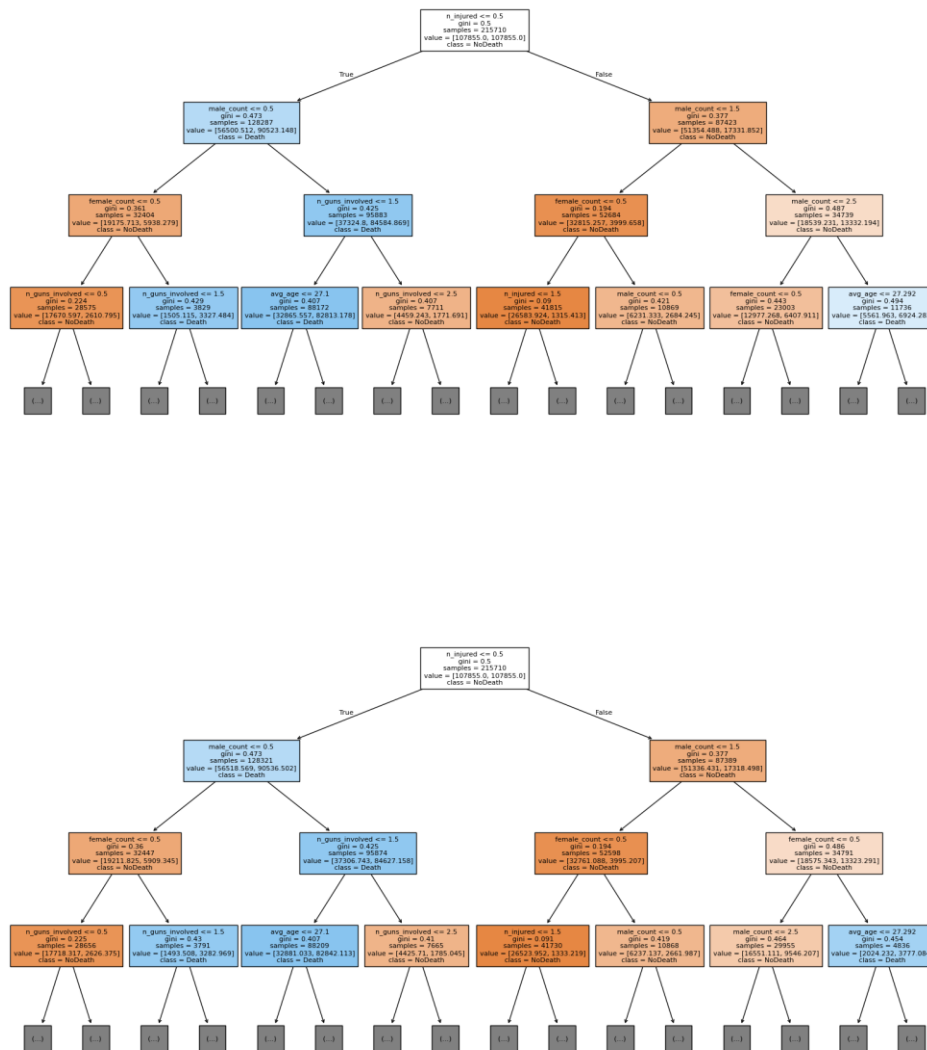 n_injured <= 0.5
gini = 0.5
samples = 215710
value = [107855.0, 107855.0]
class = NoDeath
True
False
male_count <= 0.5
gini = 0.473
samples = 128287
value = [56500.512, 90523.148]
class = Death
male_count <= 1.5
gini = 0.377
samples = 87423
value = [51354.488, 17331.852]
class = NoDeath
female_count <= 0.5
gini = 0.361
samples = 32404
value = [19175.713, 5938.279]
class = NoDeath
n_guns_involved <= 1.5
gini = 0.425
samples = 95883
value = [37324.8, 84584.869]
class = Death
female_count <= 0.5
gini = 0.194
samples = 52684
value = [32815.257, 3999.658]
class = NoDeath
male_count <= 2.5
gini = 0.487
samples = 34739
value = [18539.231, 13332.194]
class = NoDeath
n_guns_involved <= 0.5
gini = 0.224
samples = 28575
value = [17670.597, 2610.795]
class = NoDeath
n_guns_involved <= 1.5
gini = 0.429
samples = 3829
value = [1505.115, 3327.484]
class = Death
avg_age <= 27.1
gini = 0.407
samples = 88172
value = [32865.557, 82813.178]
class = Death
n_guns_involved <= 2.5
gini = 0.407
samples = 7711
value = [4459.243, 1771.691]
class = NoDeath
n_injured <= 1.5
gini = 0.09
samples = 41815
value = [26583.924, 1315.413]
class = NoDeath
male_count <= 0.5
gini = 0.421
samples = 10869
value = [6231.333, 2684.245]
class = NoDeath
female_count <= 0.5
gini = 0.443
samples = 23003
value = [12977.268, 6407.911]
class = NoDeath
avg_age <= 27.292
gini = 0.494
samples = 11736
value = [5561.963, 6924.28
class = Death
(...) (...) (...) (...) (...) (...) (...) (...) (...) (...) (...) (...) (...) (...) (...) (...)
n_injured <= 0.5
gini = 0.5
samples = 215710
value = [107855.0, 107855.0]
class = NoDeath
True
False
male_count <= 0.5
gini = 0.473
samples = 128321
value = [56518.569, 90536.502]
class = Death
male_count <= 1.5
gini = 0.377
samples = 87389
value = [51336.431, 17318.498]
class = NoDeath
female_count <= 0.5
gini = 0.36
samples = 32447
value = [19211.825, 5909.345]
class = NoDeath
n_guns_involved <= 1.5
gini = 0.425
samples = 95874
value = [37306.743, 84627.158]
class = Death
female_count <= 0.5
gini = 0.194
samples = 52598
value = [32761.088, 3995.207]
class = NoDeath
female_count <= 0.5
gini = 0.486
samples = 34791
value = [18575.343, 13323.291]
class = NoDeath
n_guns_involved <= 0.5
gini = 0.225
samples = 28656
value = [17718.317, 2626.375]
class = NoDeath
n_guns_involved <= 1.5
gini = 0.43
samples = 3791
value = [1493.508, 3282.969]
class = Death
avg_age <= 27.1
gini = 0.407
samples = 88209
value = [32881.033, 82842.113]
class = Death
n_guns_involved <= 2.5
gini = 0.41
samples = 7665
value = [4425.71, 1785.045]
class = NoDeath
n_injured <= 1.5
gini = 0.091
samples = 41730
value = [26523.952, 1333.219]
class = NoDeath
male_count <= 0.5
gini = 0.419
samples = 10868
value = [6237.137, 2661.987]
class = NoDeath
male_count <= 2.5
gini = 0.464
samples = 29955
value = [16551.111, 9546.207]
class = NoDeath
avg_age <= 27.292
gini = 0.454
samples = 4836
value = [2024.232, 3777.08
class = Death
(...) (...) (...) (...) (...) (...) (...) (...) (...) (...) (...) (...) (...) (...) (...) (...)